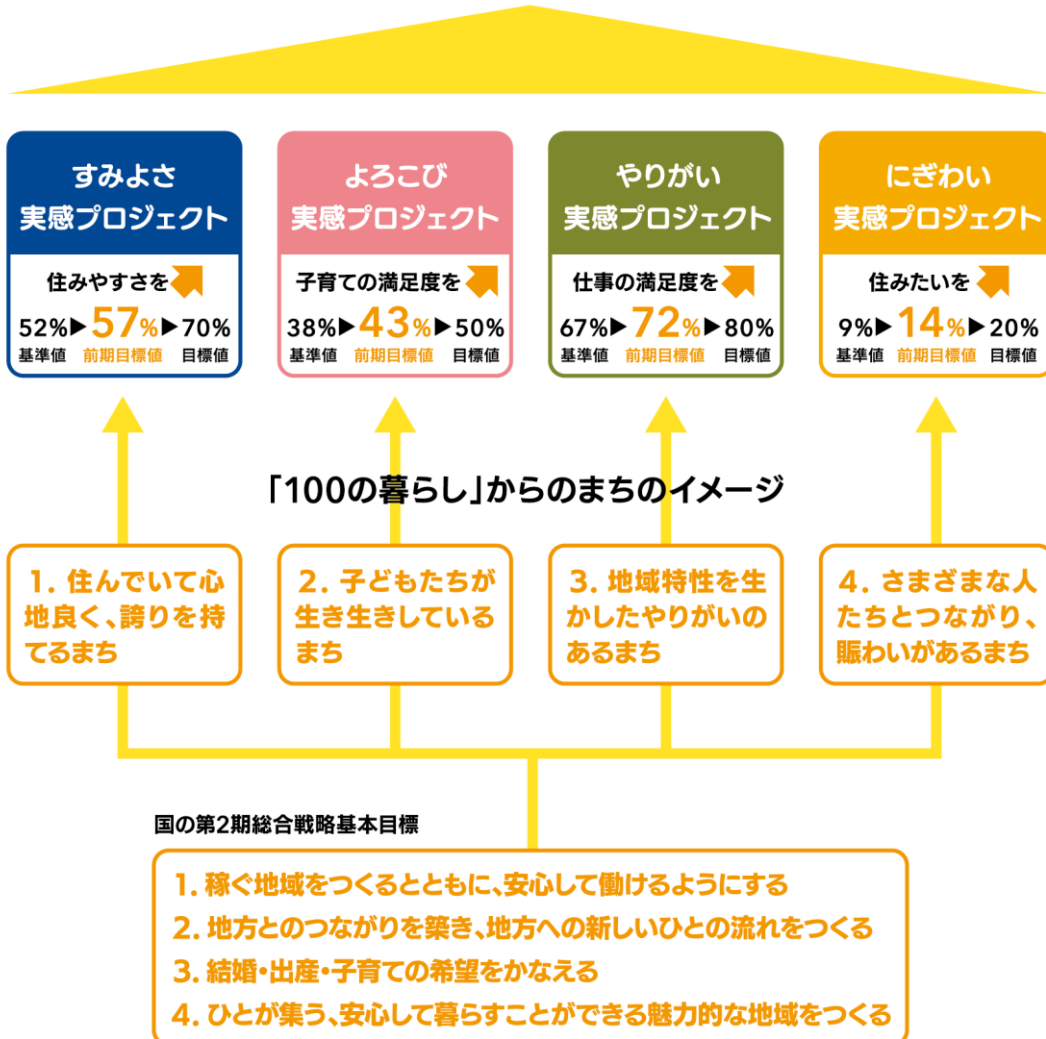 すみよさ
実感プロジェクト
住みやすさを
52%▶57%▶70%
基準値 前期目標値 目標値
よろこび
実感プロジェクト
子育ての満足度を
38%▶43%▶50%
基準値 前期目標値 目標値
やりがい
実感プロジェクト
仕事の満足度を
67%▶72%▶80%
基準値 前期目標値 目標値
にぎわい
実感プロジェクト
住みたいを
9%▶14%▶20%
基準値 前期目標値 目標値
「100の暮らし」からのまちのイメージ
1. 住んでいて心
地良く、誇りを持
てるまち
2. 子どもたちが
生き生きしている
まち
3. 地域特性を生
かしたやりがいの
あるまち
4. さまざまな人
たちとつながり、
賑わいがあるまち
国の第2期総合戦略基本目標
1. 稼ぐ地域をつくるとともに、安心して働けるようにする
2. 地方とのつながりを築き、地方への新しいひとの流れをつくる
3. 結婚・出産・子育ての希望をかなえる
4. ひとが集う、安心して暮らすことができる魅力的な地域をつくる